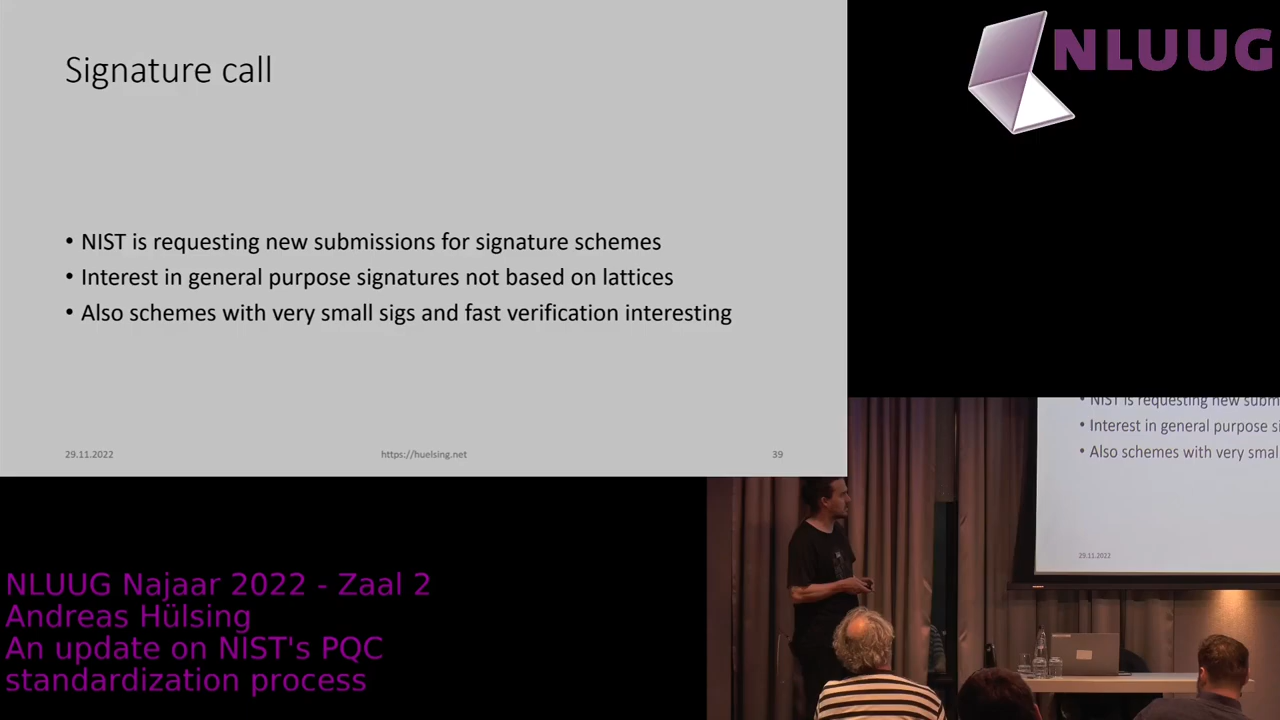 Signature call
• NIST is requesting new submissions for signature schemes
• Interest in general purpose signatures not based on lattices
• Also schemes with very small sigs and fast verification interesting
29.11.2022 https://huelsing.net 39
NLUUG
• NIST is requesting new subm
• Interest in general purpose si
• Also schemes with very smal
29.11.2022
NLUUG Najaar 2022 - Zaal 2
Andreas Hülsing
An update on NIST's PQC
standardization process